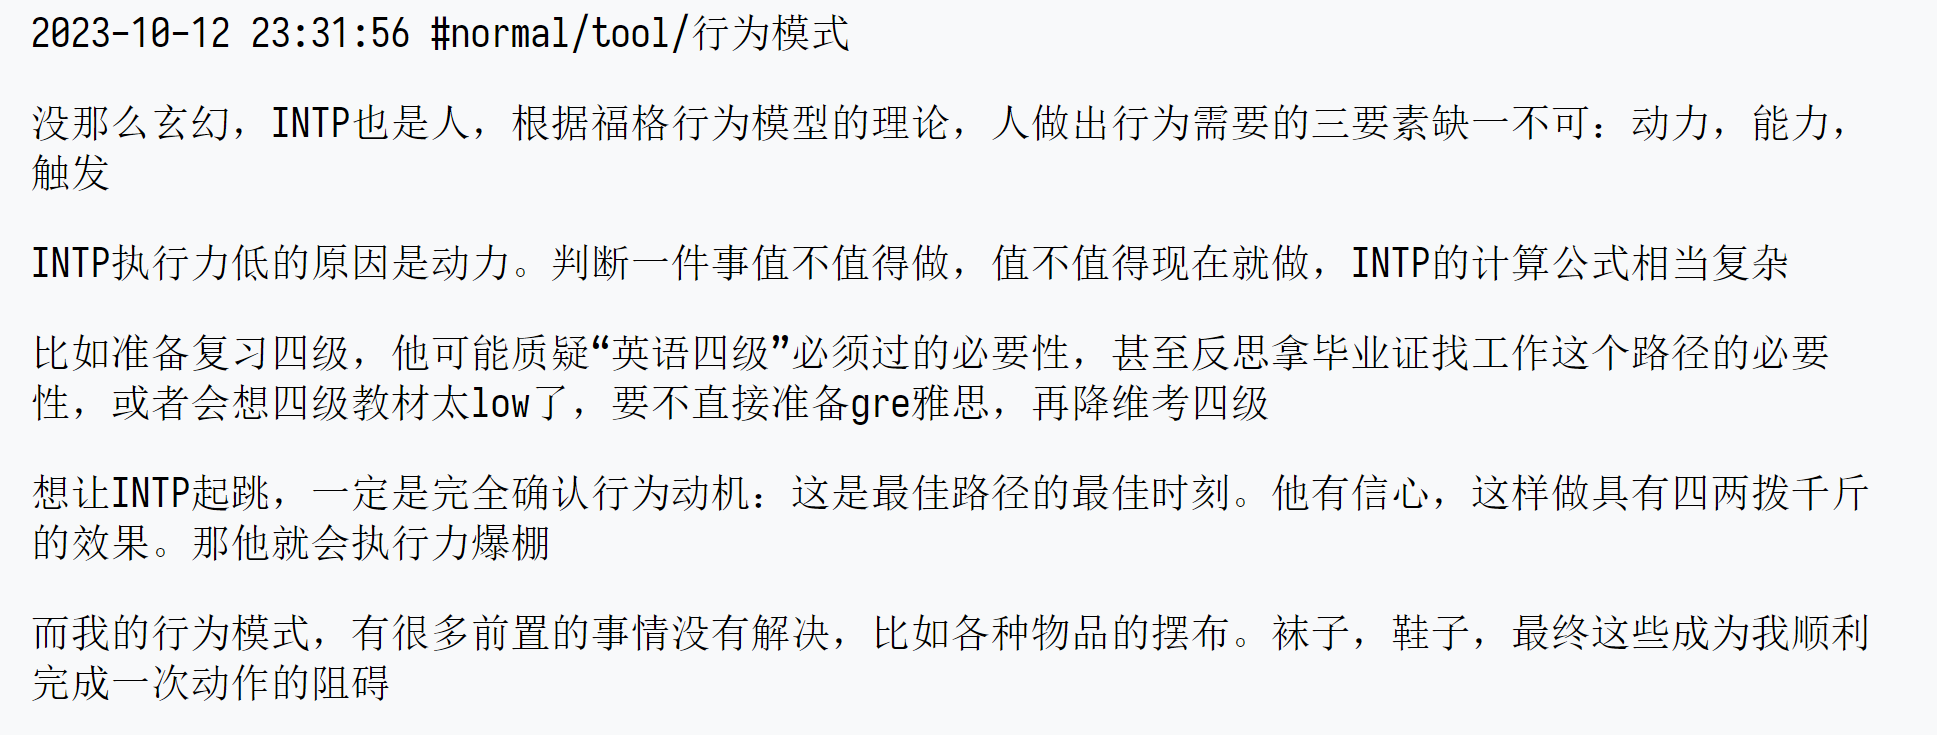 2023-10-12 23:31:56 #normal/tool/行为模式
没那么玄幻，INTP也是人，根据福格行为模型的理论，人做出行为需要的三要素缺一不可：动力，能力，
触发
INTP执行力低的原因是动力。判断一件事值不值得做，值不值得现在就做，INTP的计算公式相当复杂
比如准备复习四级，他可能质疑“英语四级”必须过的必要性，甚至反思拿毕业证找工作这个路径的必要
性，或者会想四级教材太low了，要不直接准备gre雅思，再降维考四级
想让INTP起跳，一定是完全确认行为动机：这是最佳路径的最佳时刻。他有信心，这样做具有四两拨千斤
的效果。那他就会执行力爆棚
而我的行为模式，有很多前置的事情没有解决，比如各种物品的摆布。袜子，鞋子，最终这些成为我顺利
完成一次动作的阻碍